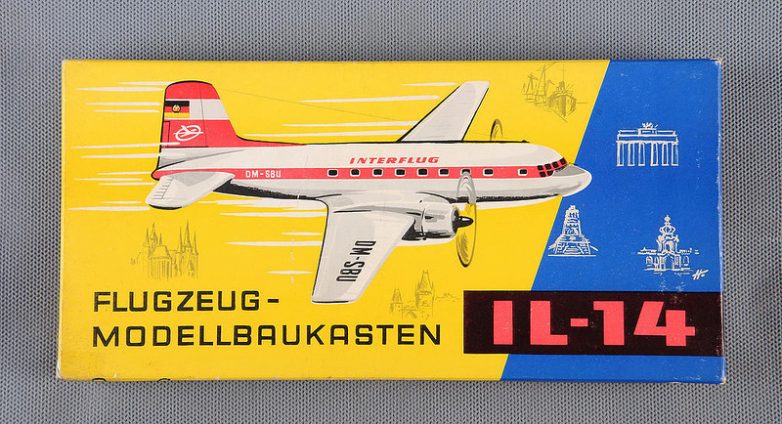 INTERFLUG
DM-SBU
DM-SBU
FLUGZEUG-
MODELLBAUKASTEN
IL-14